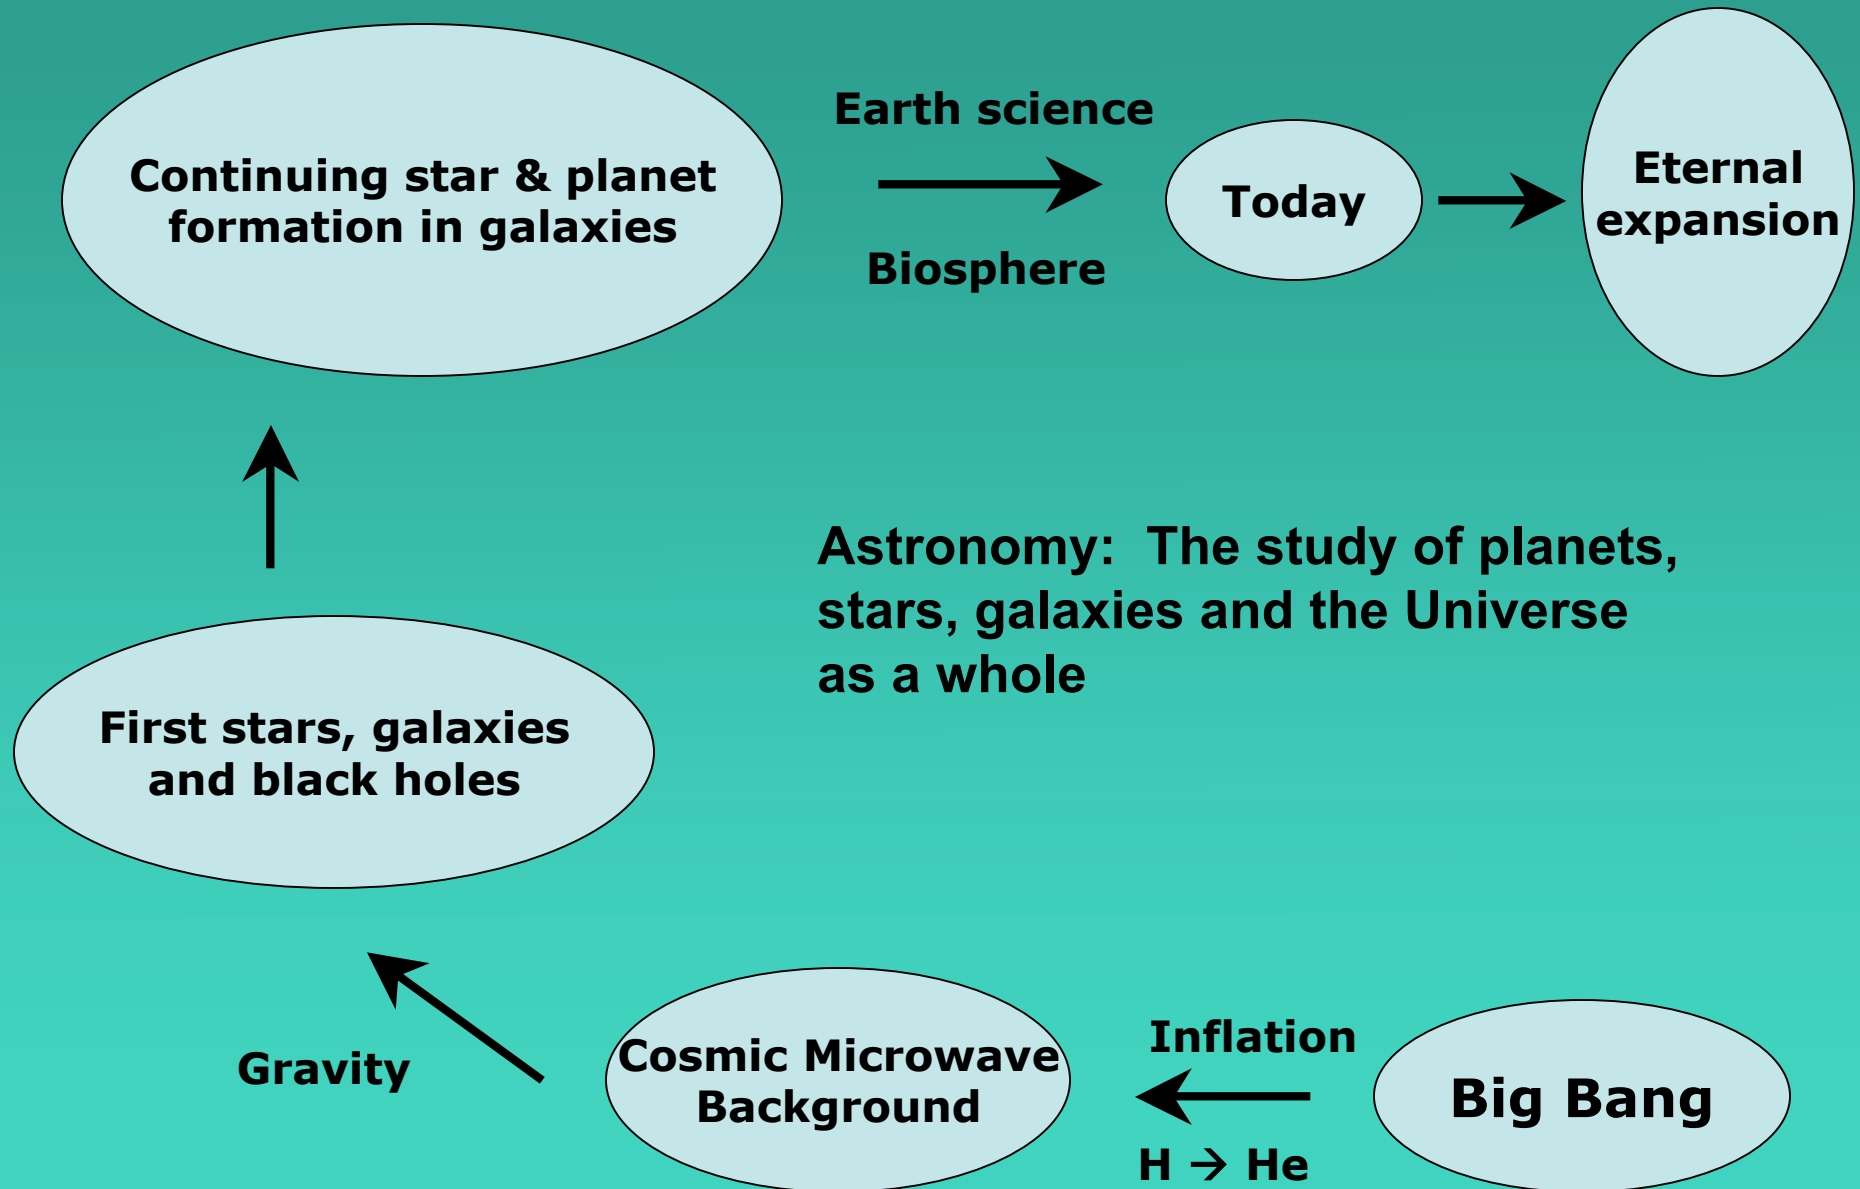 Continuing star & planet
formation in galaxies
Earth science
Biosphere
Today
Eternal
expansion
Astronomy:  The study of planets,
stars, galaxies and the Universe
as a whole
First stars, galaxies
and black holes
Gravity
Cosmic Microwave
Background
Inflation
H → He
Big Bang